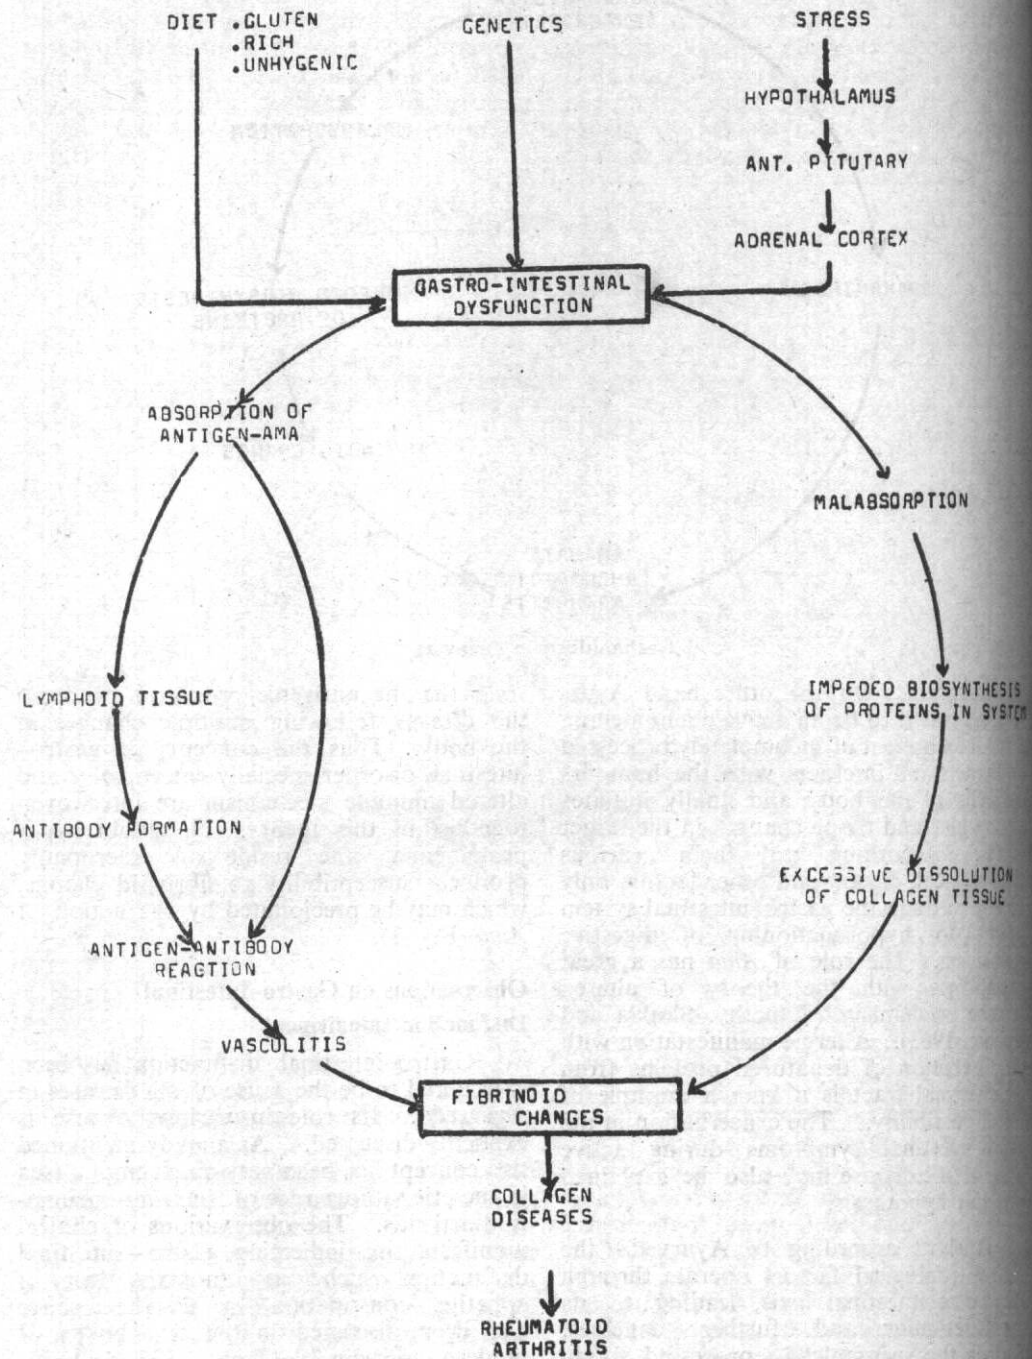 DIET .GLUTEN
.RICH
.UNHYGENIC
GENETICS
STRESS
HYPOTHALAMUS
ANT. PITUTARY
ADRENAL CORTEX
GASTRO-INTESTINAL
DYSFUNCTION
ABSORPTION OF
ANTIGEN-AMA
MALABSORPTION
LYMPHOID TISSUE
IMPEDED BIOSYNTHESIS
OF PROTEINS IN SYSTEM
ANTIBODY FORMATION
EXCESSIVE DISSOLUTION
OF COLLAGEN TISSUE
ANTIGEN-ANTIBODY
REACTION
VASCULITIS
FIBRINOID
CHANGES
COLLAGEN
DISEASES
RHEUMATOID
ARTHRITIS